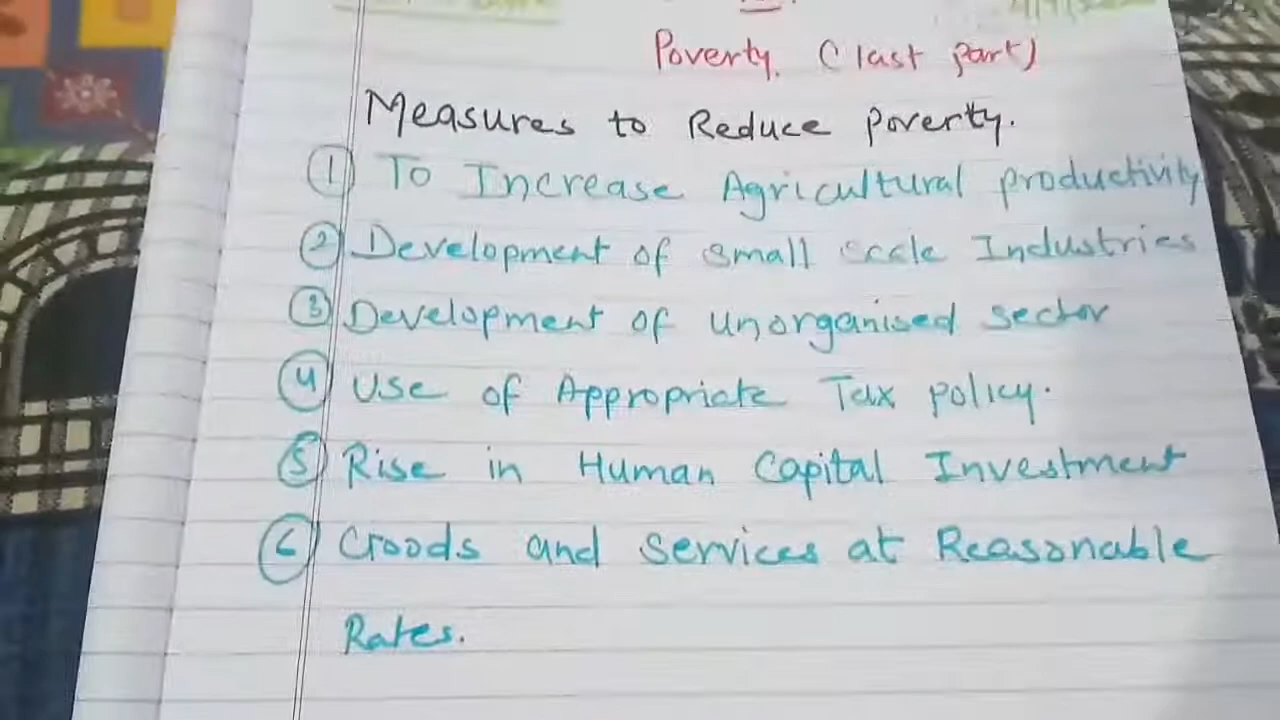 Poverty. (last part)
Measures to Reduce poverty.
① To Increase Agricultural productivity
② Development of small scale Industries
③ Development of unorganised sector
④ Use of Appropriate Tax policy.
⑤ Rise in Human Capital Investment
⑥ Goods and services at Reasonable
Rates.